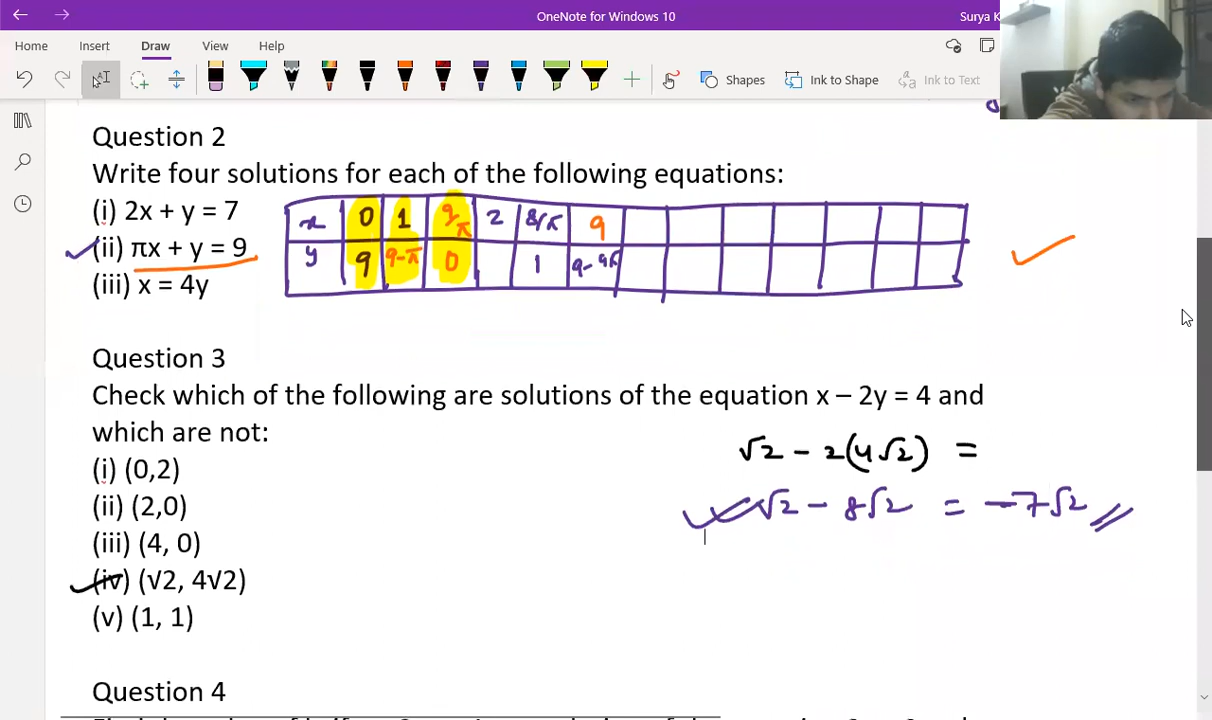 OneNote for Windows 10
Surya K
Home Insert Draw View Help
Shapes Ink to Shape Ink to Text
Question 2
Write four solutions for each of the following equations:
(i) 2x + y = 7
(ii) πx + y = 9
(iii) x = 4y
x 0 1 9/π 2 8/π 9
y 9 9-π 0 1 9-9π
Question 3
Check which of the following are solutions of the equation x – 2y = 4 and
which are not:
(i) (0,2)
(ii) (2,0)
(iii) (4, 0)
(iv) (√2, 4√2)
(v) (1, 1)
√2 - 2(4√2) =
√2 - 8√2 = -7√2
Question 4